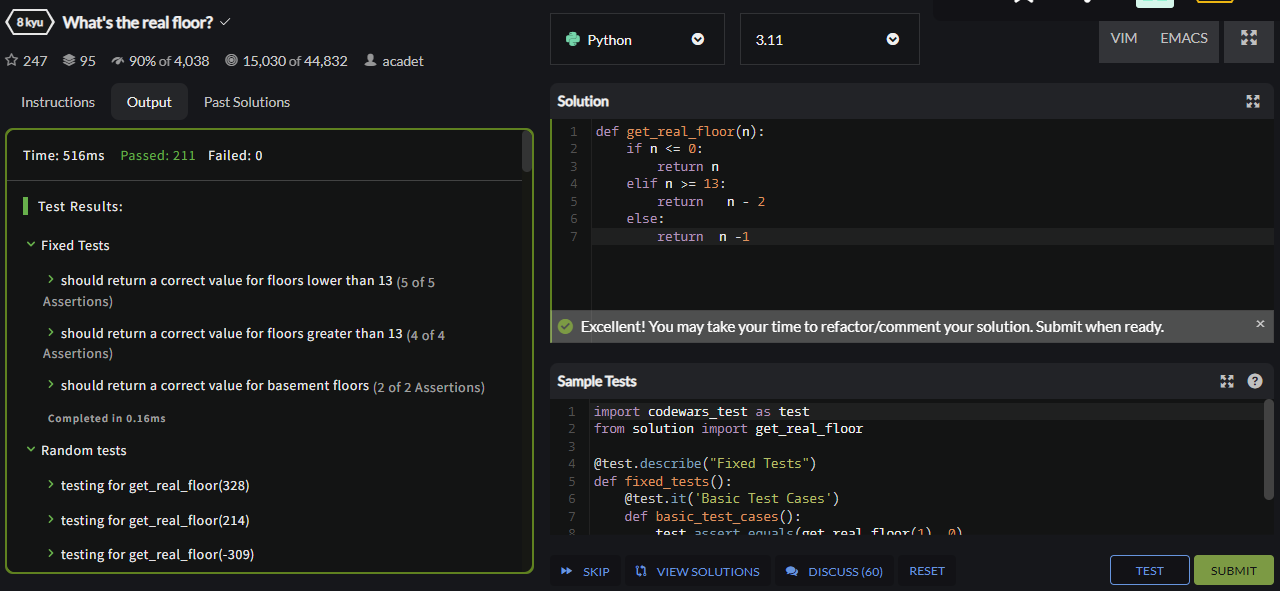 8 kyu What's the real floor?
247 95 90% of 4,038 15,030 of 44,832 acadet
Instructions Output Past Solutions
Time: 516ms Passed: 211 Failed: 0
Test Results:
Fixed Tests
should return a correct value for floors lower than 13 (5 of 5
Assertions)
should return a correct value for floors greater than 13 (4 of 4
Assertions)
should return a correct value for basement floors (2 of 2 Assertions)
Completed in 0.16ms
Random tests
testing for get_real_floor(328)
testing for get_real_floor(214)
testing for get_real_floor(-309)
Python 3.11 VIM EMACS
Solution
1 def get_real_floor(n):
2 if n <= 0:
3 return n
4 elif n >= 13:
5 return n - 2
6 else:
7 return n -1
Excellent! You may take your time to refactor/comment your solution. Submit when ready.
Sample Tests
1 import codewars_test as test
2 from solution import get_real_floor
3
4 @test.describe("Fixed Tests")
5 def fixed_tests():
6 @test.it('Basic Test Cases')
7 def basic_test_cases():
8 test.assert_equals(get_real_floor(1), 0)
SKIP VIEW SOLUTIONS DISCUSS (60) RESET TEST SUBMIT